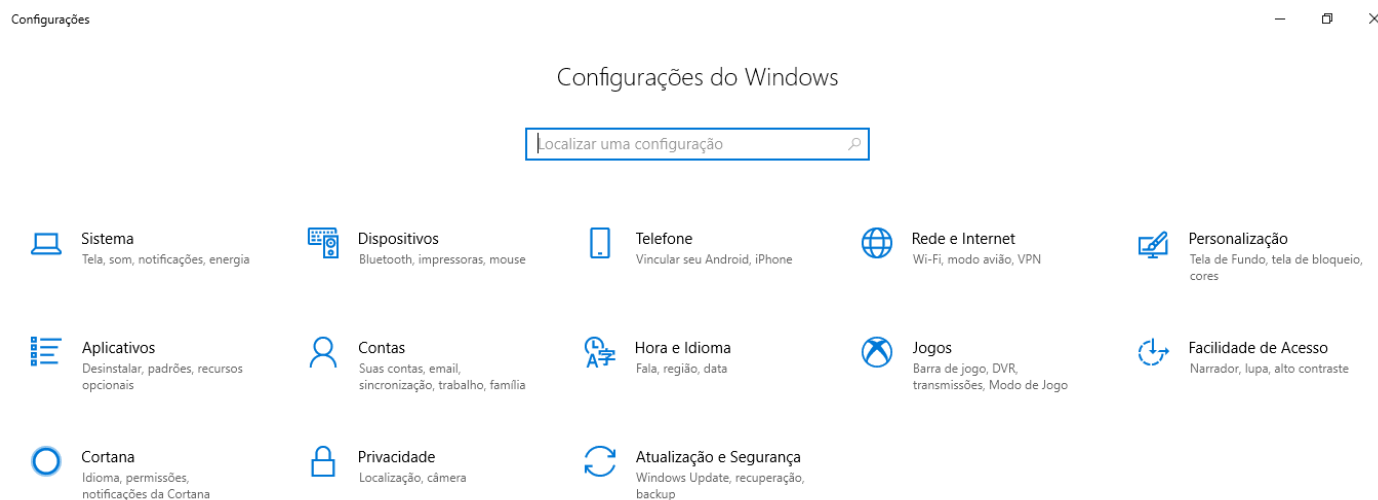 Configurações
Configurações do Windows
Localizar uma configuração
Sistema
Tela, som, notificações, energia
Dispositivos
Bluetooth, impressoras, mouse
Telefone
Vincular seu Android, iPhone
Rede e Internet
Wi-Fi, modo avião, VPN
Personalização
Tela de Fundo, tela de bloqueio,
cores
Aplicativos
Desinstalar, padrões, recursos
opcionais
Contas
Suas contas, email,
sincronização, trabalho, família
Hora e Idioma
Fala, região, data
Jogos
Barra de jogo, DVR,
transmissões, Modo de Jogo
Facilidade de Acesso
Narrador, lupa, alto contraste
Cortana
Idioma, permissões,
notificações da Cortana
Privacidade
Localização, câmera
Atualização e Segurança
Windows Update, recuperação,
backup